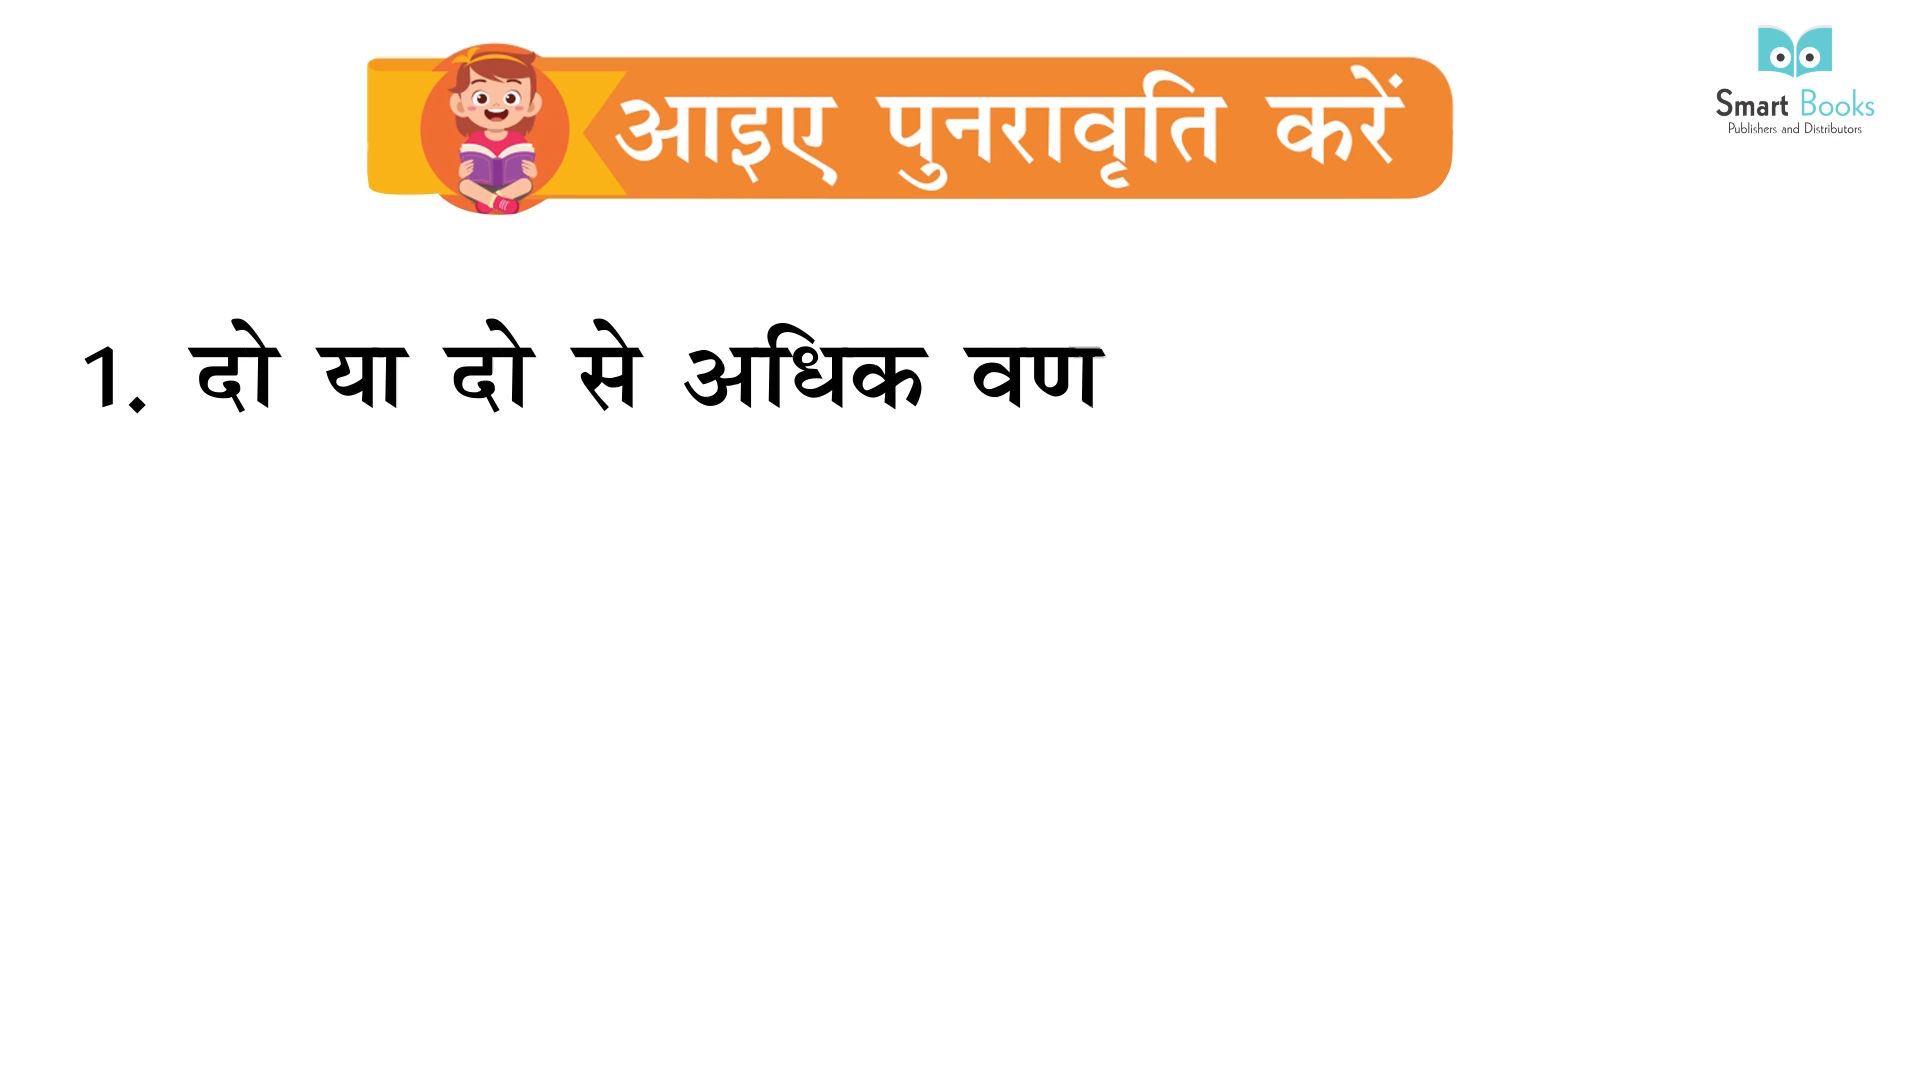 आइए पुनरावृति करें
Smart Books
Publishers and Distributors
1. दो या दो से अधिक वण